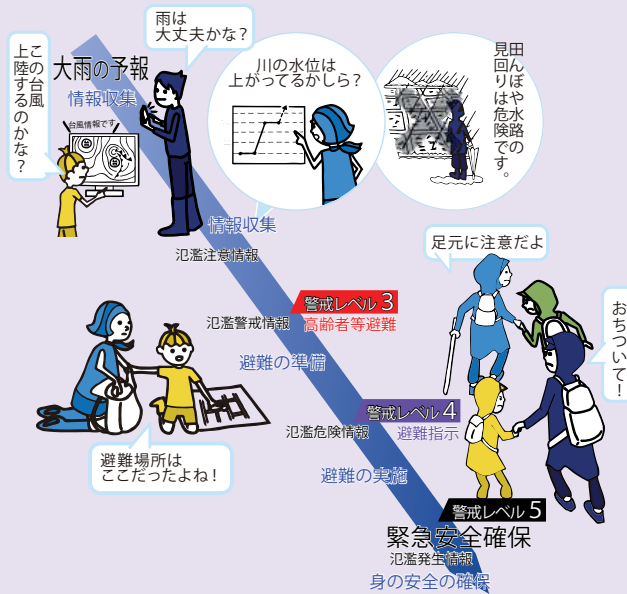 雨は
大丈夫かな？
この台風
上陸するのかな？
大雨の予報
情報収集
台風情報です
川の水位は
上がってるかしら？
田んぼや水路の
見回りは危険です。
情報収集
氾濫注意情報
足元に注意だよ
警戒レベル3
氾濫警戒情報
高齢者等避難
おちついて！
避難の準備
警戒レベル4
氾濫危険情報
避難指示
避難場所は
ここだったよね！
避難の実施
警戒レベル5
緊急安全確保
氾濫発生情報
身の安全の確保